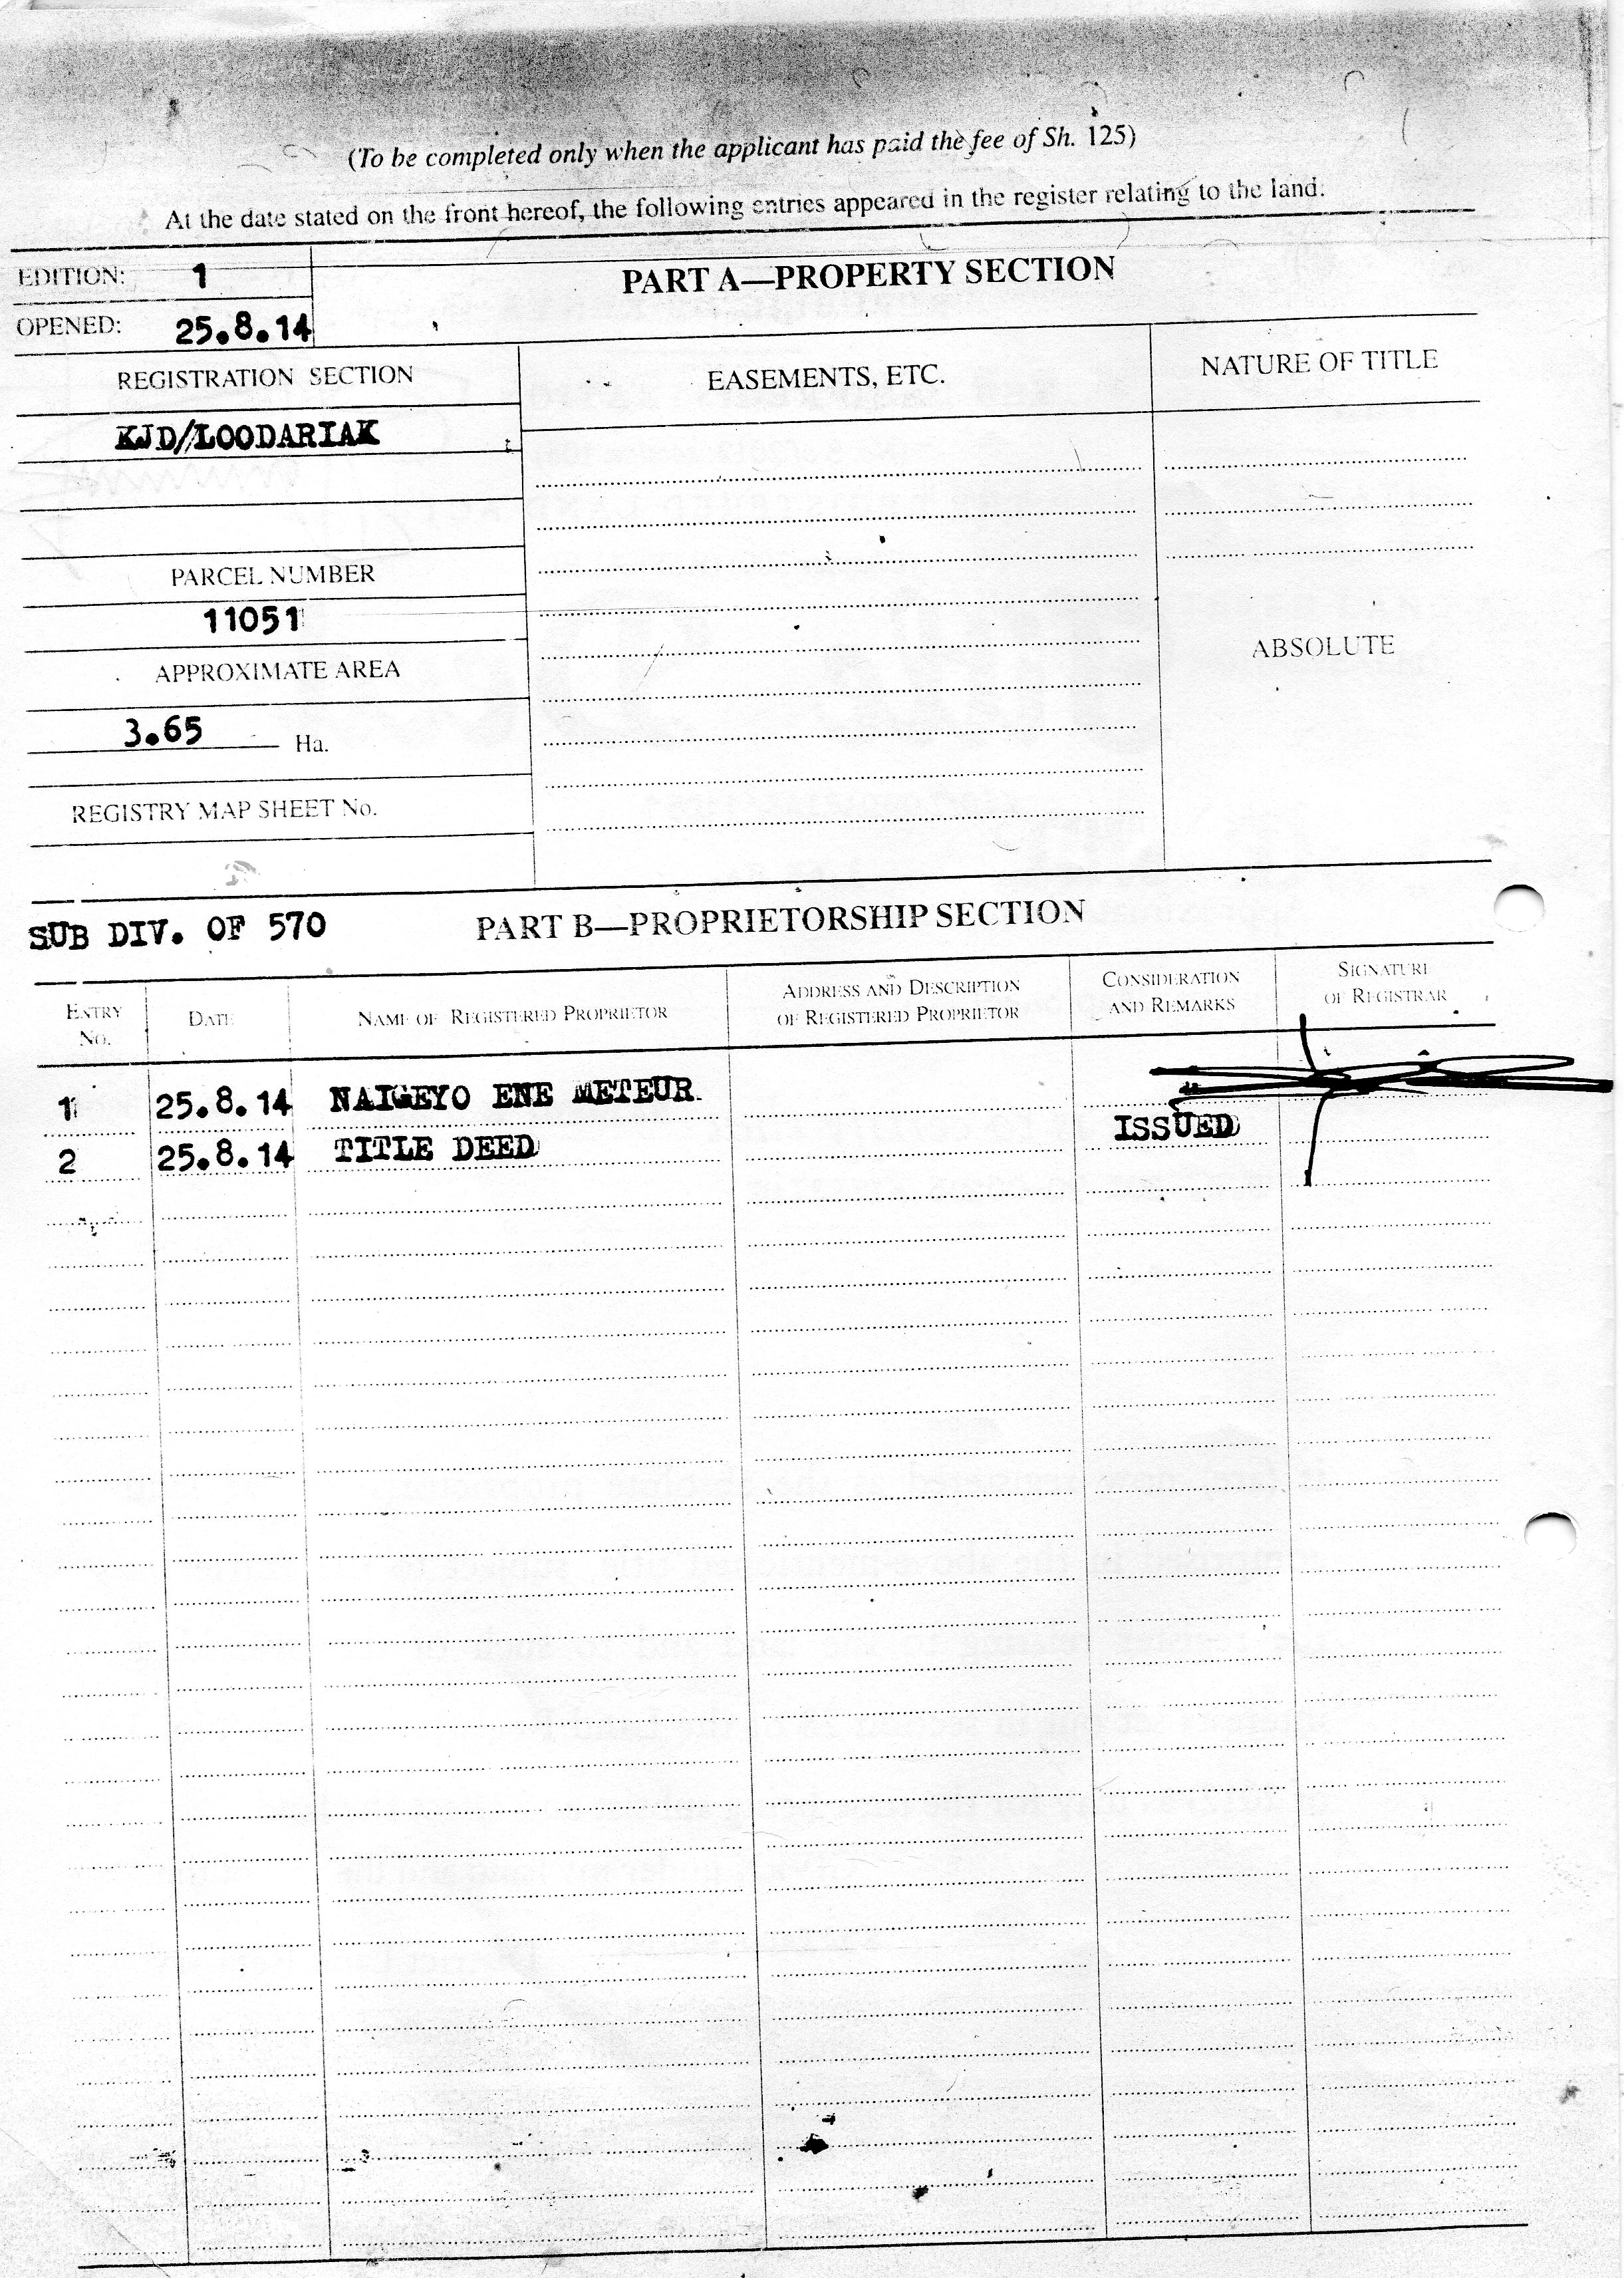 (To be completed only when the applicant has paid the fee of Sh. 125)
At the date stated on the front hereof, the following entries appeared in the register relating to the land.
EDITION: 1
OPENED: 25.8.14
PART A—PROPERTY SECTION
REGISTRATION SECTION
EASEMENTS, ETC.
NATURE OF TITLE
KJD/LOODARIAK
PARCEL NUMBER
11051
APPROXIMATE AREA
ABSOLUTE
3.65 Ha.
REGISTRY MAP SHEET No.
SUB DIV. OF 570
PART B—PROPRIETORSHIP SECTION
ENTRY No.
DATE
NAME OF REGISTERED PROPRIETOR
ADDRESS AND DESCRIPTION OF REGISTERED PROPRIETOR
CONSIDERATION AND REMARKS
SIGNATURE OF REGISTRAR
1 25.8.14 NAIGEYO ENE METEUR
2 25.8.14 TITLE DEED ISSUED